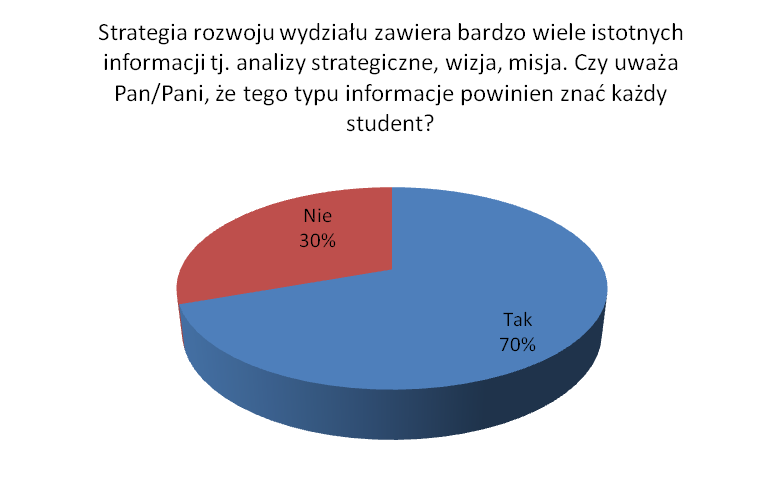 Strategia rozwoju wydziału zawiera bardzo wiele istotnych
informacji tj. analizy strategiczne, wizja, misja. Czy uważa
Pan/Pani, że tego typu informacje powinien znać każdy
student?
Nie
30%
Tak
70%